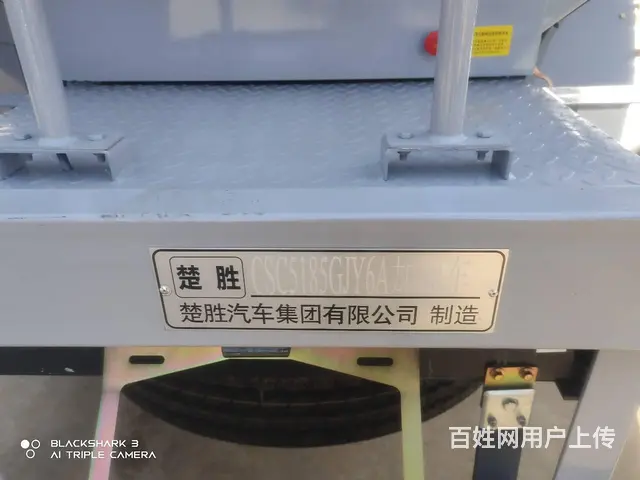 楚胜 CSC5185GJY6A
楚胜汽车集团有限公司 制造
BLACKSHARK 3
AI TRIPLE CAMERA
百姓网用户上传